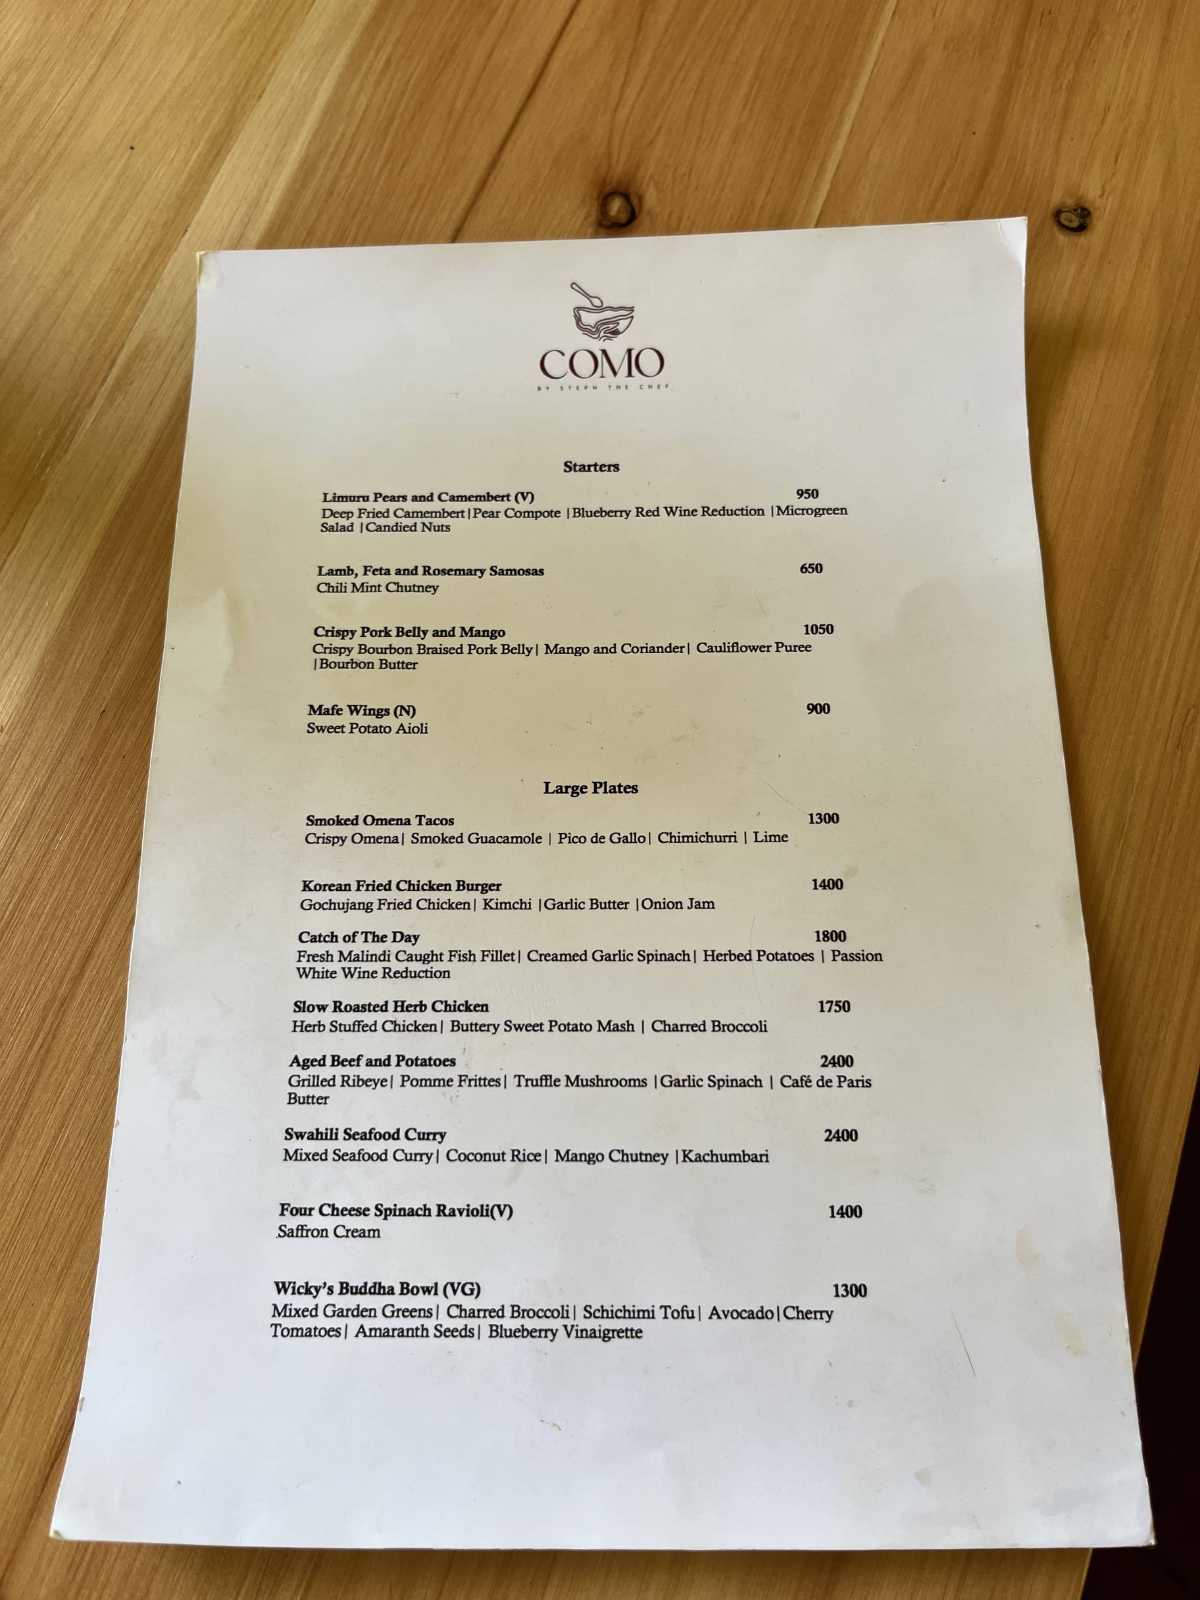 COMO
BY STEPH THE CHEF
Starters
Limuru Pears and Camembert (V) 950
Deep Fried Camembert|Pear Compote |Blueberry Red Wine Reduction |Microgreen
Salad |Candied Nuts
Lamb, Feta and Rosemary Samosas 650
Chili Mint Chutney
Crispy Pork Belly and Mango 1050
Crispy Bourbon Braised Pork Belly| Mango and Coriander| Cauliflower Puree
|Bourbon Butter
Mafe Wings (N) 900
Sweet Potato Aioli
Large Plates
Smoked Omena Tacos 1300
Crispy Omena| Smoked Guacamole | Pico de Gallo| Chimichurri | Lime
Korean Fried Chicken Burger 1400
Gochujang Fried Chicken| Kimchi |Garlic Butter |Onion Jam
Catch of The Day 1800
Fresh Malindi Caught Fish Fillet| Creamed Garlic Spinach| Herbed Potatoes | Passion
White Wine Reduction
Slow Roasted Herb Chicken 1750
Herb Stuffed Chicken| Buttery Sweet Potato Mash | Charred Broccoli
Aged Beef and Potatoes 2400
Grilled Ribeye| Pomme Frittes| Truffle Mushrooms |Garlic Spinach | Café de Paris
Butter
Swahili Seafood Curry 2400
Mixed Seafood Curry| Coconut Rice| Mango Chutney |Kachumbari
Four Cheese Spinach Ravioli(V) 1400
Saffron Cream
Wicky's Buddha Bowl (VG) 1300
Mixed Garden Greens| Charred Broccoli| Schichimi Tofu| Avocado|Cherry
Tomatoes| Amaranth Seeds| Blueberry Vinaigrette